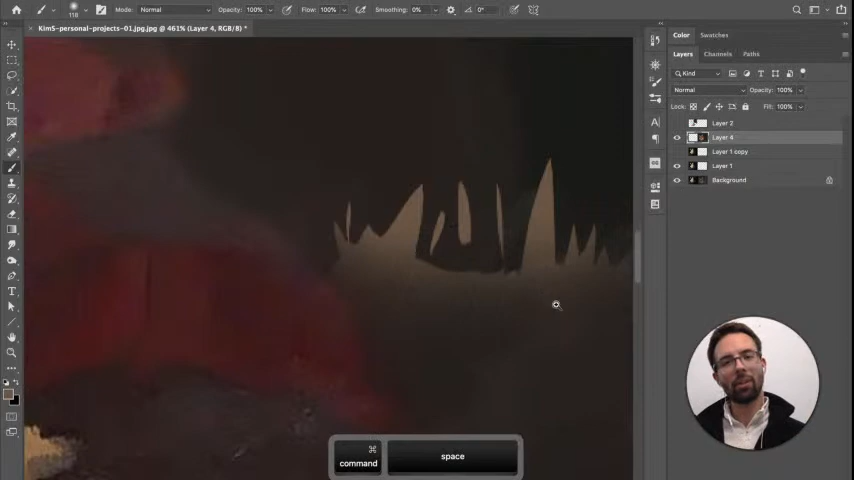 118
Mode: Normal
Opacity: 100%
Flow: 100%
Smoothing: 0%
0°
× KimS-personal-projects-01.jpg.jpg @ 461% (Layer 4, RGB/8) *
Color Swatches
Layers Channels Paths
Kind
Normal
Opacity: 100%
Lock:
Fill: 100%
Layer 2
Layer 4
Layer 1 copy
Layer 1
Background
⌘
command
space